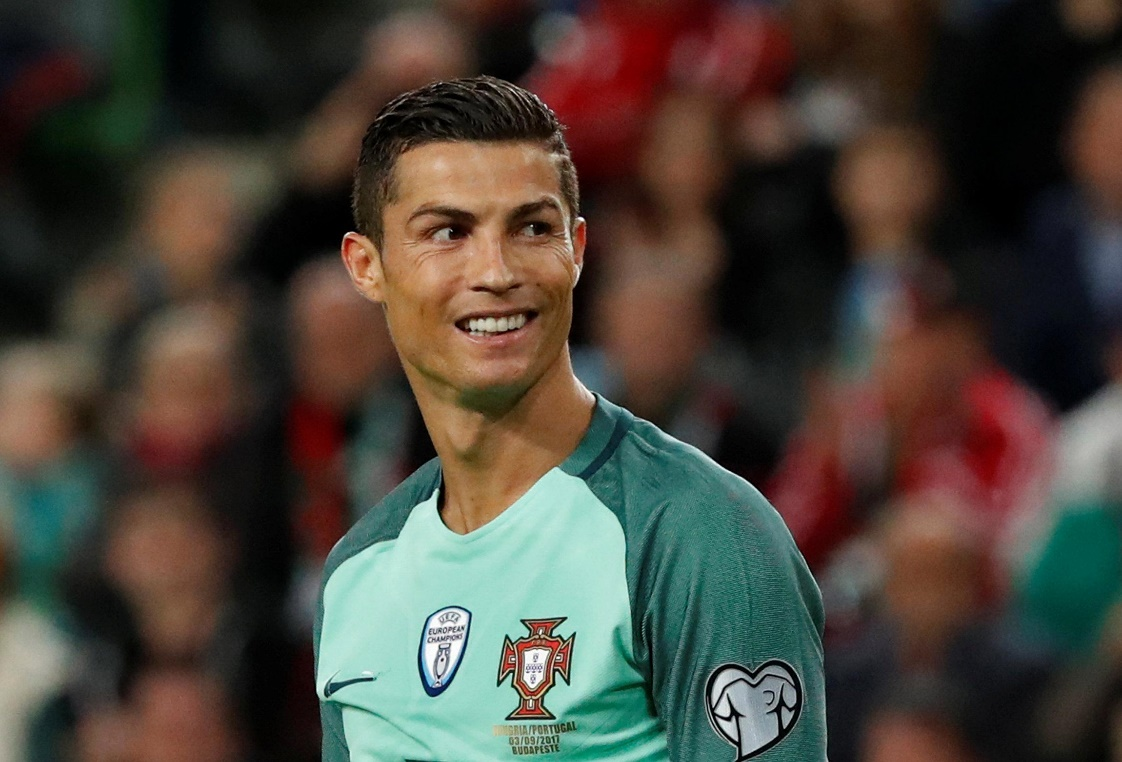 UEFA
EUROPEAN
CHAMPIONS
HUNGRIA/PORTUGAL
03/09/2017
BUDAPESTE